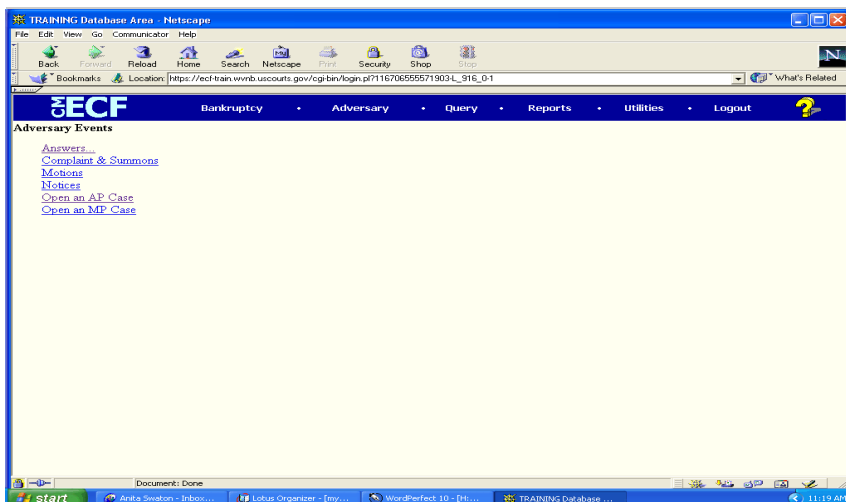 TRAINING Database Area - Netscape
File Edit View Go Communicator Help
Back Forward Reload Home Search Netscape Print Security Shop Stop
N
Bookmarks Location: https://ecf-train.wvnb.uscourts.gov/cgi-bin/login.pl?116706555571903-L_916_0-1 What's Related
CM ECF Bankruptcy • Adversary • Query • Reports • Utilities • Logout ?
Adversary Events
Answers...
Complaint & Summons
Motions
Notices
Open an AP Case
Open an MP Case
Document: Done
start Anita Swaton - Inbox... Lotus Organizer - [my... WordPerfect 10 - [H:... TRAINING Database ... 11:19 AM